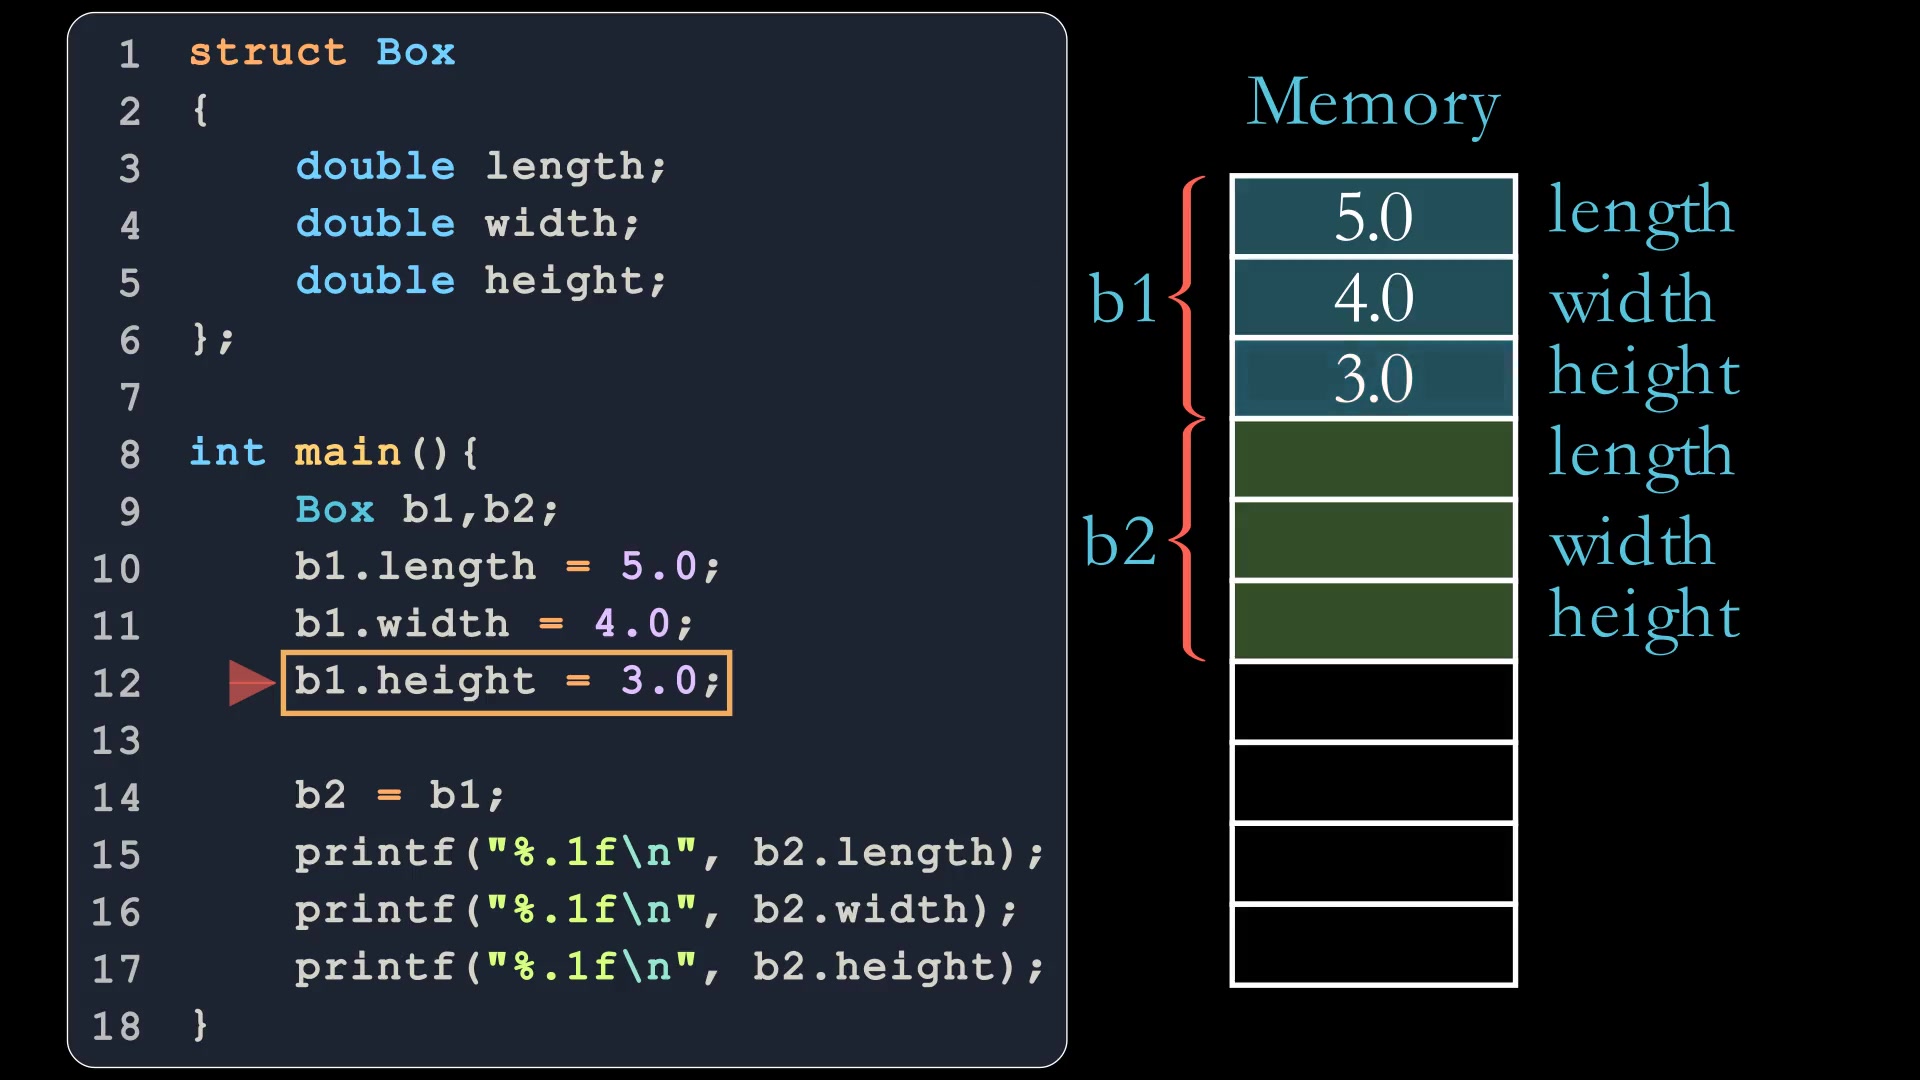 1 struct Box
2 {
3 double length;
4 double width;
5 double height;
6 };
7
8 int main(){
9 Box b1,b2;
10 b1.length = 5.0;
11 b1.width = 4.0;
12 b1.height = 3.0;
13
14 b2 = b1;
15 printf("%.1f\n", b2.length);
16 printf("%.1f\n", b2.width);
17 printf("%.1f\n", b2.height);
18 }
Memory
5.0 length
b1 4.0 width
3.0 height
length
b2 width
height